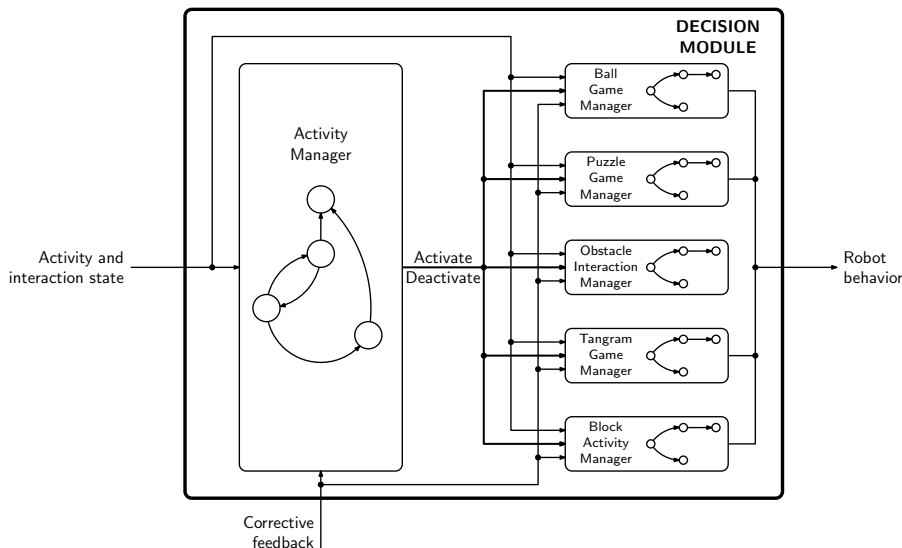 DECISION
MODULE
Activity
Manager
Activity and
interaction state
Activate
Deactivate
Ball
Game
Manager
Puzzle
Game
Manager
Obstacle
Interaction
Manager
Tangram
Game
Manager
Block
Activity
Manager
Robot
behavior
Corrective
feedback